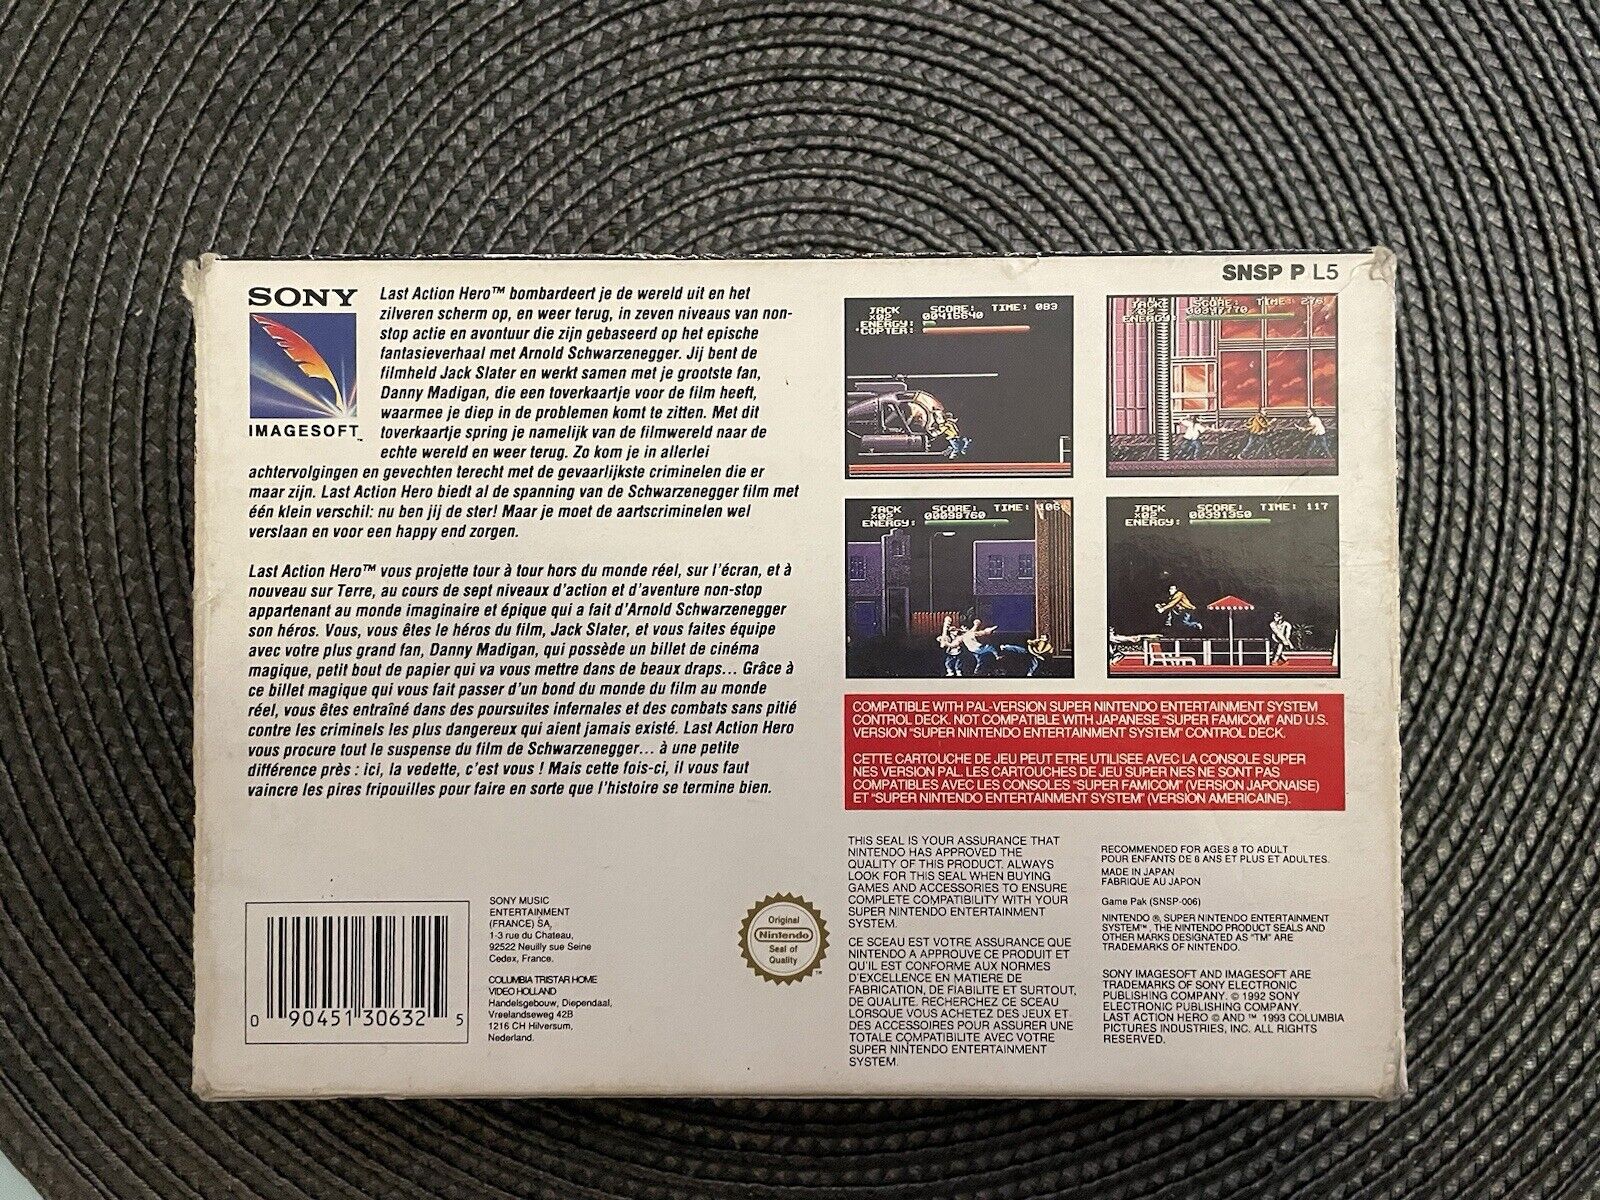 SNSP P L5
SONY
IMAGESOFT™
Last Action Hero™ bombardeert je de wereld uit en het
zilveren scherm op, en weer terug, in zeven niveaus van non-
stop actie en avontuur die zijn gebaseerd op het epische
fantasieverhaal met Arnold Schwarzenegger. Jij bent de
filmheld Jack Slater en werkt samen met je grootste fan,
Danny Madigan, die een toverkaartje voor de film heeft,
waarmee je diep in de problemen komt te zitten. Met dit
toverkaartje spring je namelijk van de filmwereld naar de
echte wereld en weer terug. Zo kom je in allerlei
achtervolgingen en gevechten terecht met de gevaarlijkste criminelen die er
maar zijn. Last Action Hero biedt al de spanning van de Schwarzenegger film met
één klein verschil: nu ben jij de ster! Maar je moet de aartscriminelen wel
verslaan en voor een happy end zorgen.
Last Action Hero™ vous projette tour à tour hors du monde réel, sur l'écran, et à
nouveau sur Terre, au cours de sept niveaux d'action et d'aventure non-stop
appartenant au monde imaginaire et épique qui a fait d'Arnold Schwarzenegger
son héros. Vous, vous êtes le héros du film, Jack Slater, et vous faites équipe
avec votre plus grand fan, Danny Madigan, qui possède un billet de cinéma
magique, petit bout de papier qui va vous mettre dans de beaux draps... Grâce à
ce billet magique qui vous fait passer d'un bond du monde du film au monde
réel, vous êtes entraîné dans des poursuites infernales et des combats sans pitié
contre les criminels les plus dangereux qui aient jamais existé. Last Action Hero
vous procure tout le suspense du film de Schwarzenegger... à une petite
différence près : ici, la vedette, c'est vous ! Mais cette fois-ci, il vous faut
vaincre les pires fripouilles pour faire en sorte que l'histoire se termine bien.
JACK SCORE: TIME: 083
X02 00416640
ENERGY:
COPTER:
JACK SCORE: TIME: 276
X02 00397770
ENERGY:
JACK SCORE: TIME: 106
X02 00098760
ENERGY:
JACK SCORE: TIME: 117
X02 00391350
ENERGY:
COMPATIBLE WITH PAL-VERSION SUPER NINTENDO ENTERTAINMENT SYSTEM
CONTROL DECK. NOT COMPATIBLE WITH JAPANESE "SUPER FAMICOM" AND U.S.
VERSION "SUPER NINTENDO ENTERTAINMENT SYSTEM" CONTROL DECK.
CETTE CARTOUCHE DE JEU PEUT ETRE UTILISEE AVEC LA CONSOLE SUPER
NES VERSION PAL. LES CARTOUCHES DE JEU SUPER NES NE SONT PAS
COMPATIBLES AVEC LES CONSOLES "SUPER FAMICOM" (VERSION JAPONAISE)
ET "SUPER NINTENDO ENTERTAINMENT SYSTEM" (VERSION AMERICAINE).
0 90451 30632 5
SONY MUSIC
ENTERTAINMENT
(FRANCE) SA,
1-3 rue du Chateau,
92522 Neuilly sue Seine
Cedex, France.
COLUMBIA TRISTAR HOME
VIDEO HOLLAND
Handelsgebouw, Diependaal,
Vreelandseweg 42B
1216 CH Hilversum,
Nederland.
Original
Nintendo
Seal of
Quality
™
THIS SEAL IS YOUR ASSURANCE THAT
NINTENDO HAS APPROVED THE
QUALITY OF THIS PRODUCT. ALWAYS
LOOK FOR THIS SEAL WHEN BUYING
GAMES AND ACCESSORIES TO ENSURE
COMPLETE COMPATIBILITY WITH YOUR
SUPER NINTENDO ENTERTAINMENT
SYSTEM.
CE SCEAU EST VOTRE ASSURANCE QUE
NINTENDO A APPROUVE CE PRODUIT ET
QU'IL EST CONFORME AUX NORMES
D'EXCELLENCE EN MATIERE DE
FABRICATION, DE FIABILITE ET SURTOUT,
DE QUALITE. RECHERCHEZ CE SCEAU
LORSQUE VOUS ACHETEZ DES JEUX ET
DES ACCESSOIRES POUR ASSURER UNE
TOTALE COMPATIBILITE AVEC VOTRE
SUPER NINTENDO ENTERTAINMENT
SYSTEM.
RECOMMENDED FOR AGES 8 TO ADULT
POUR ENFANTS DE 8 ANS ET PLUS ET ADULTES.
MADE IN JAPAN
FABRIQUE AU JAPON
Game Pak (SNSP-006)
NINTENDO ®, SUPER NINTENDO ENTERTAINMENT
SYSTEM™, THE NINTENDO PRODUCT SEALS AND
OTHER MARKS DESIGNATED AS "TM" ARE
TRADEMARKS OF NINTENDO.
SONY IMAGESOFT AND IMAGESOFT ARE
TRADEMARKS OF SONY ELECTRONIC
PUBLISHING COMPANY. © 1992 SONY
ELECTRONIC PUBLISHING COMPANY.
LAST ACTION HERO © AND ™ 1993 COLUMBIA
PICTURES INDUSTRIES, INC. ALL RIGHTS
RESERVED.